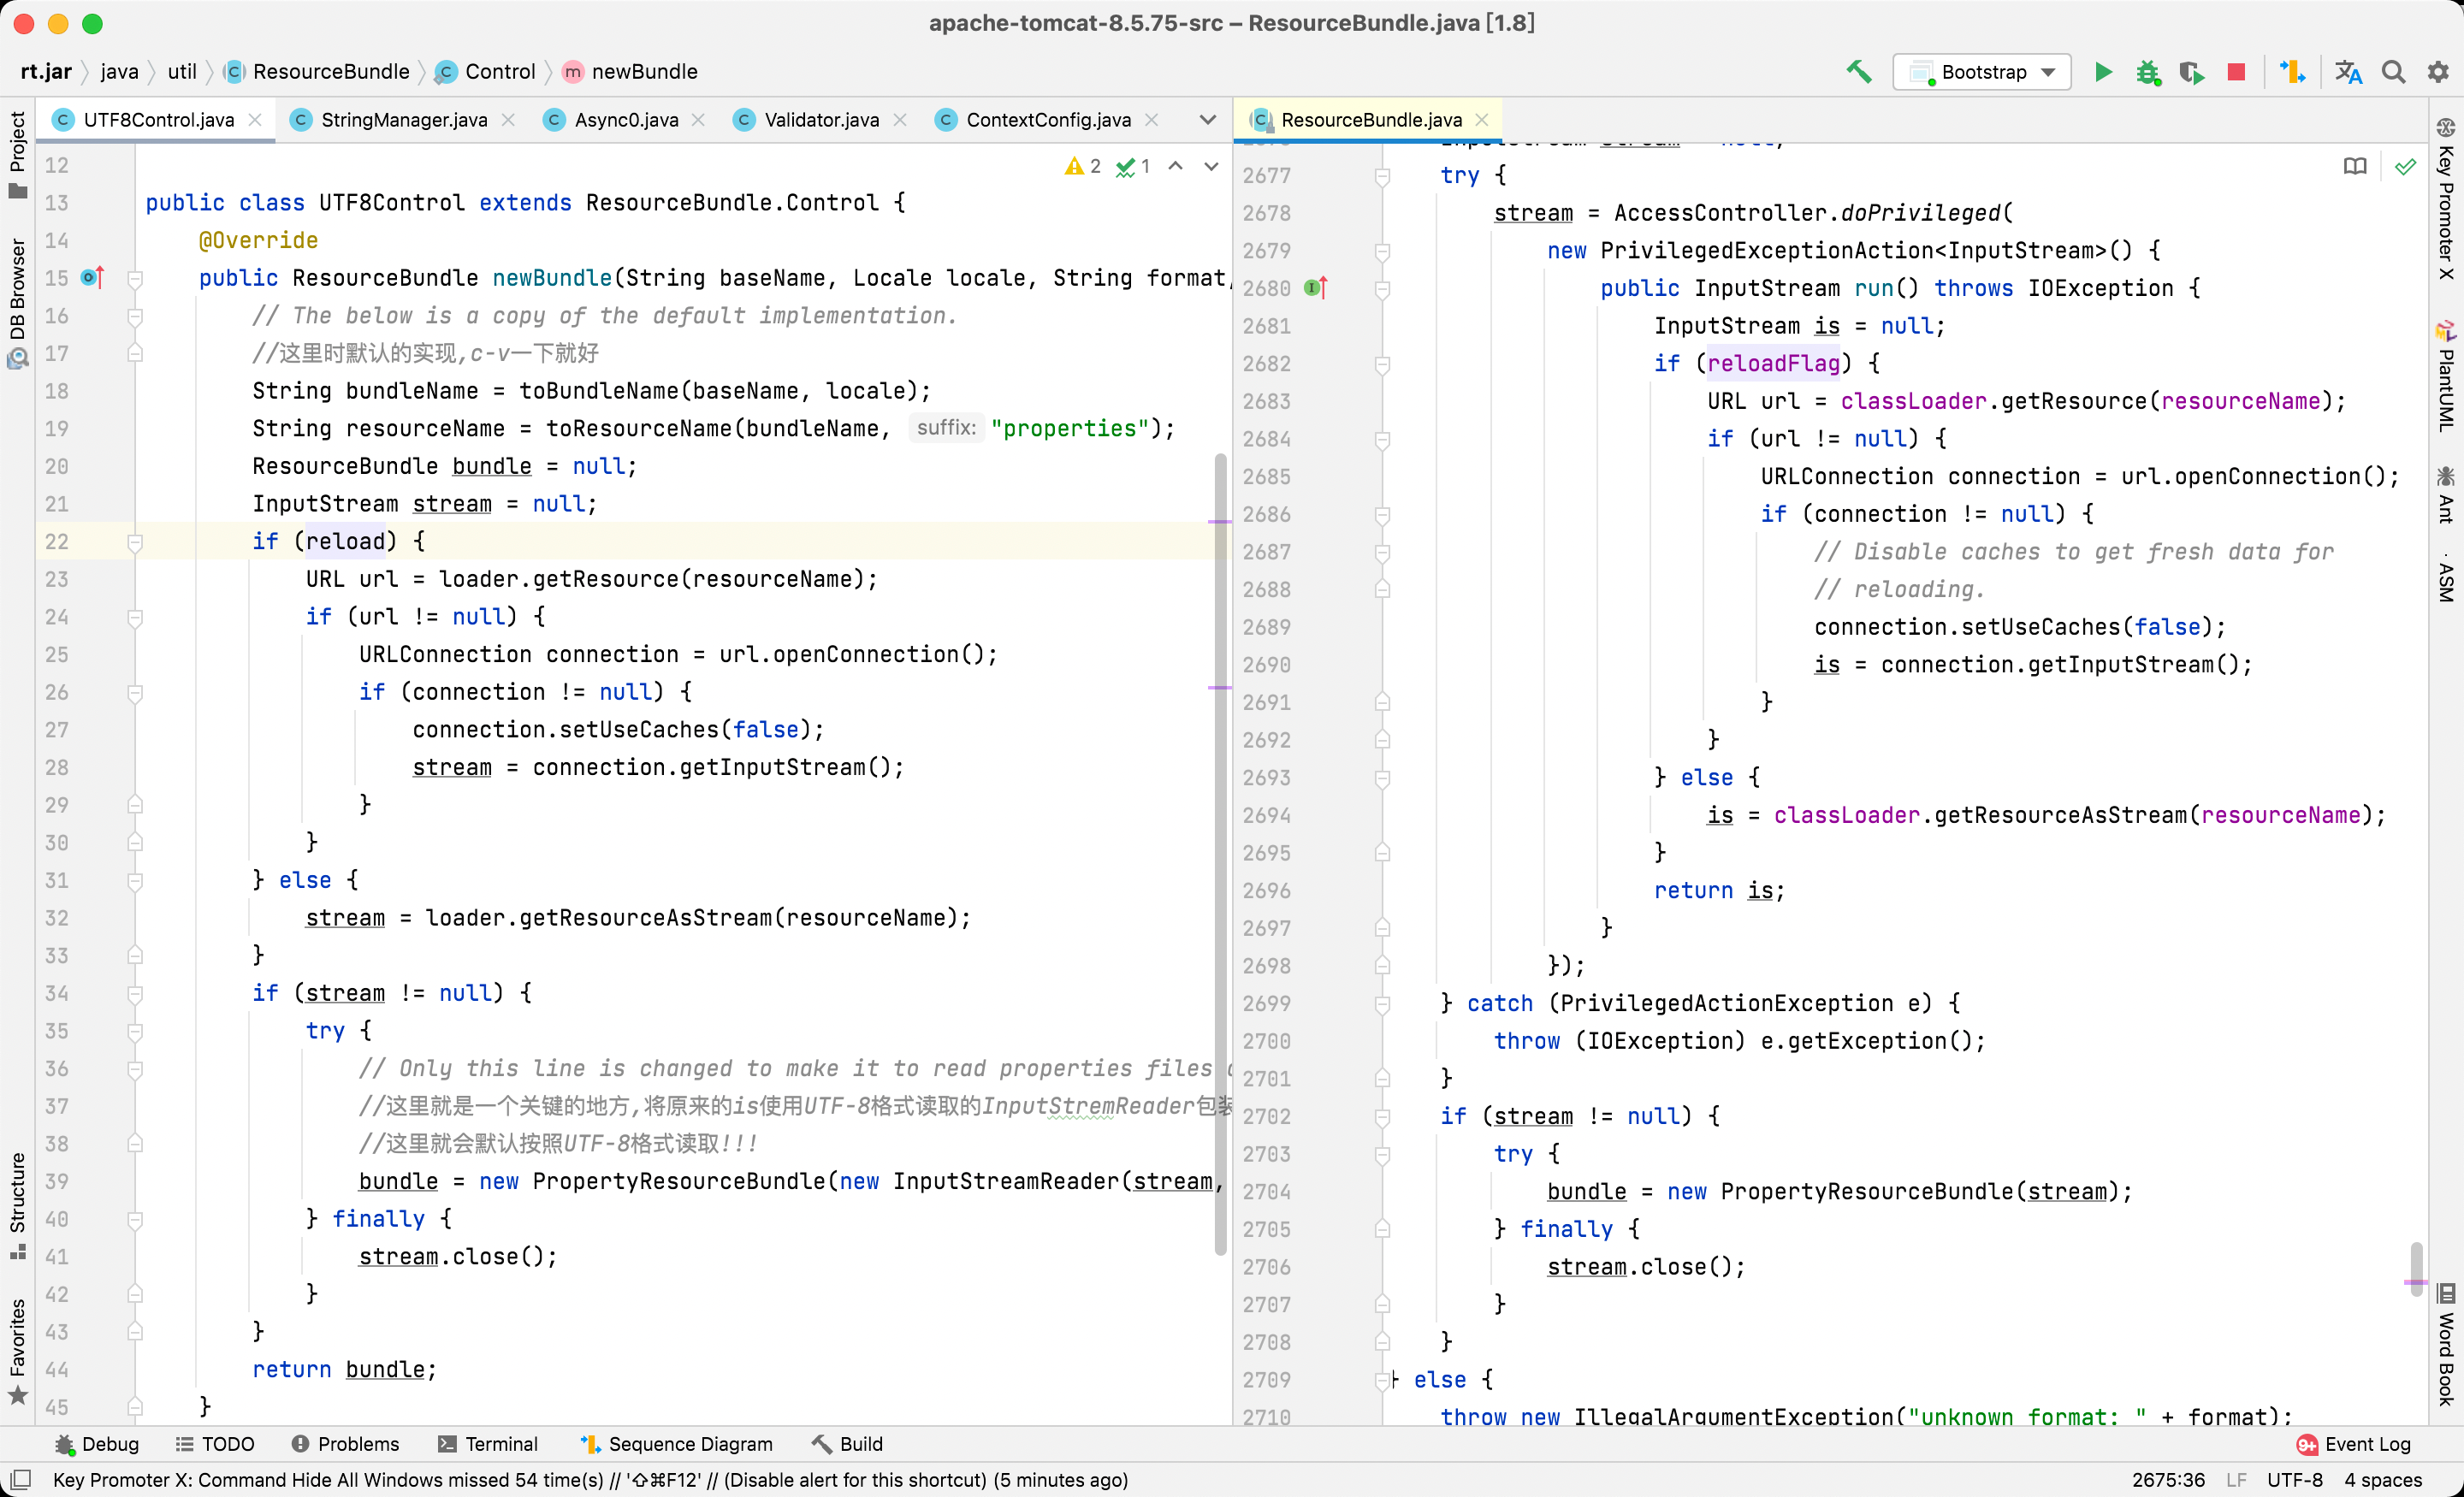 apache-tomcat-8.5.75-src – ResourceBundle.java [1.8]
rt.jar java util ResourceBundle Control newBundle
Bootstrap
UTF8Control.java StringManager.java Async0.java Validator.java ContextConfig.java
ResourceBundle.java
Project
DB Browser
Structure
Favorites
2 1
12
13 public class UTF8Control extends ResourceBundle.Control {
14 @Override
15 public ResourceBundle newBundle(String baseName, Locale locale, String format,
16 // The below is a copy of the default implementation.
17 //这里时默认的实现,c-v一下就好
18 String bundleName = toBundleName(baseName, locale);
19 String resourceName = toResourceName(bundleName, suffix: "properties");
20 ResourceBundle bundle = null;
21 InputStream stream = null;
22 if (reload) {
23 URL url = loader.getResource(resourceName);
24 if (url != null) {
25 URLConnection connection = url.openConnection();
26 if (connection != null) {
27 connection.setUseCaches(false);
28 stream = connection.getInputStream();
29 }
30 }
31 } else {
32 stream = loader.getResourceAsStream(resourceName);
33 }
34 if (stream != null) {
35 try {
36 // Only this line is changed to make it to read properties files
37 //这里就是一个关键的地方,将原来的is使用UTF-8格式读取的InputStremReader包装
38 //这里就会默认按照UTF-8格式读取!!!
39 bundle = new PropertyResourceBundle(new InputStreamReader(stream,
40 } finally {
41 stream.close();
42 }
43 }
44 return bundle;
45 }
2677 try {
2678 stream = AccessController.doPrivileged(
2679 new PrivilegedExceptionAction<InputStream>() {
2680 public InputStream run() throws IOException {
2681 InputStream is = null;
2682 if (reloadFlag) {
2683 URL url = classLoader.getResource(resourceName);
2684 if (url != null) {
2685 URLConnection connection = url.openConnection();
2686 if (connection != null) {
2687 // Disable caches to get fresh data for
2688 // reloading.
2689 connection.setUseCaches(false);
2690 is = connection.getInputStream();
2691 }
2692 }
2693 } else {
2694 is = classLoader.getResourceAsStream(resourceName);
2695 }
2696 return is;
2697 }
2698 });
2699 } catch (PrivilegedActionException e) {
2700 throw (IOException) e.getException();
2701 }
2702 if (stream != null) {
2703 try {
2704 bundle = new PropertyResourceBundle(stream);
2705 } finally {
2706 stream.close();
2707 }
2708 }
2709 } else {
2710 throw new IllegalArgumentException("unknown format: " + format);
Key Promoter X
PlantUML
Ant
ASM
Word Book
Debug TODO Problems Terminal Sequence Diagram Build 9+ Event Log
Key Promoter X: Command Hide All Windows missed 54 time(s) // '⇧⌘F12' // (Disable alert for this shortcut) (5 minutes ago) 2675:36 LF UTF-8 4 spaces